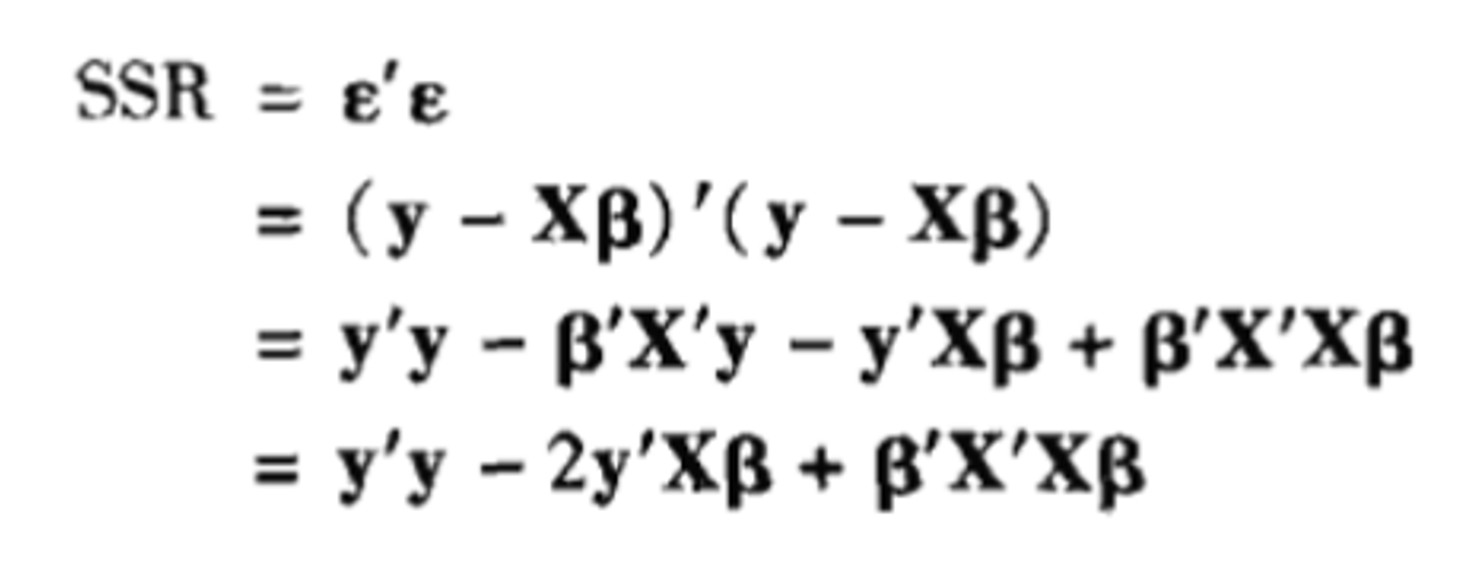 SSR = ε′ε
= (y − Xβ)′(y − Xβ)
= y′y − β′X′y − y′Xβ + β′X′Xβ
= y′y − 2y′Xβ + β′X′Xβ